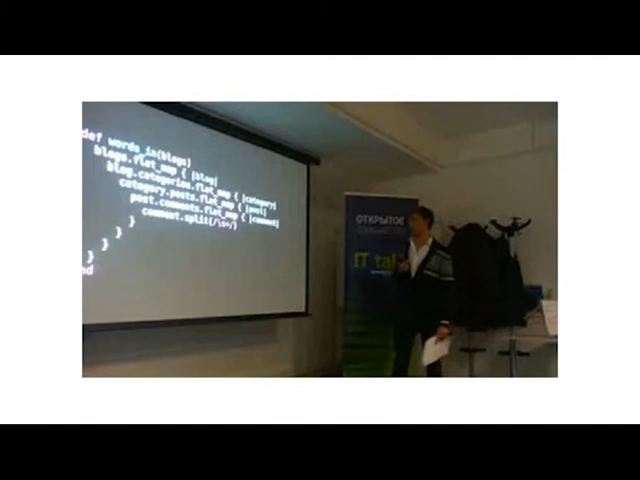 def words_in(blogs)
blogs.flat_map { |blog|
blog.categories.flat_map { |category|
category.posts.flat_map { |post|
post.comments.flat_map { |comment|
comment.split(/\s+/)
}
}
}
}
nd
ОТКРЫТОЕ
IT tal